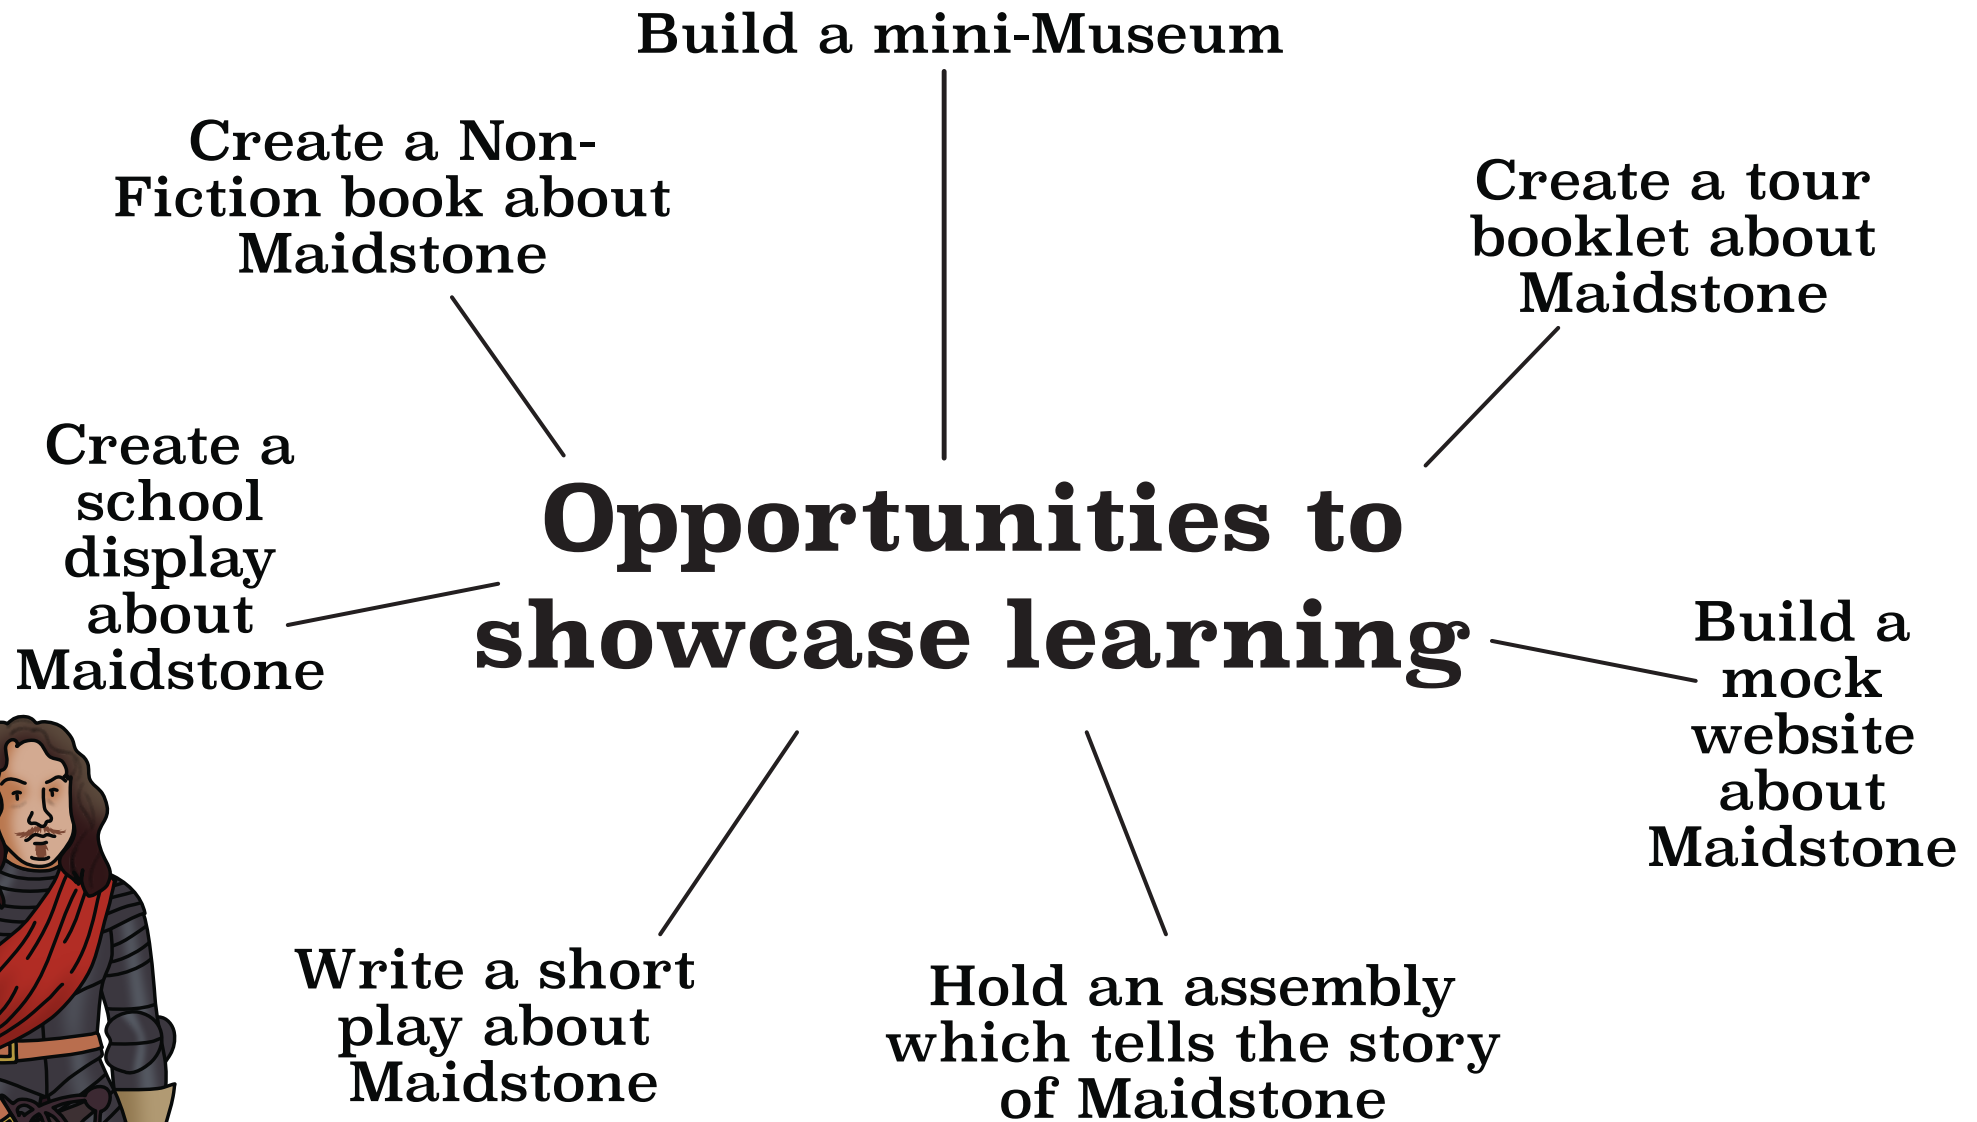 Build a mini-Museum
Create a Non-
Fiction book about
Maidstone
Create a tour
booklet about
Maidstone
Create a
school
display
about
Maidstone
Opportunities to
showcase learning
Build a
mock
website
about
Maidstone
Write a short
play about
Maidstone
Hold an assembly
which tells the story
of Maidstone